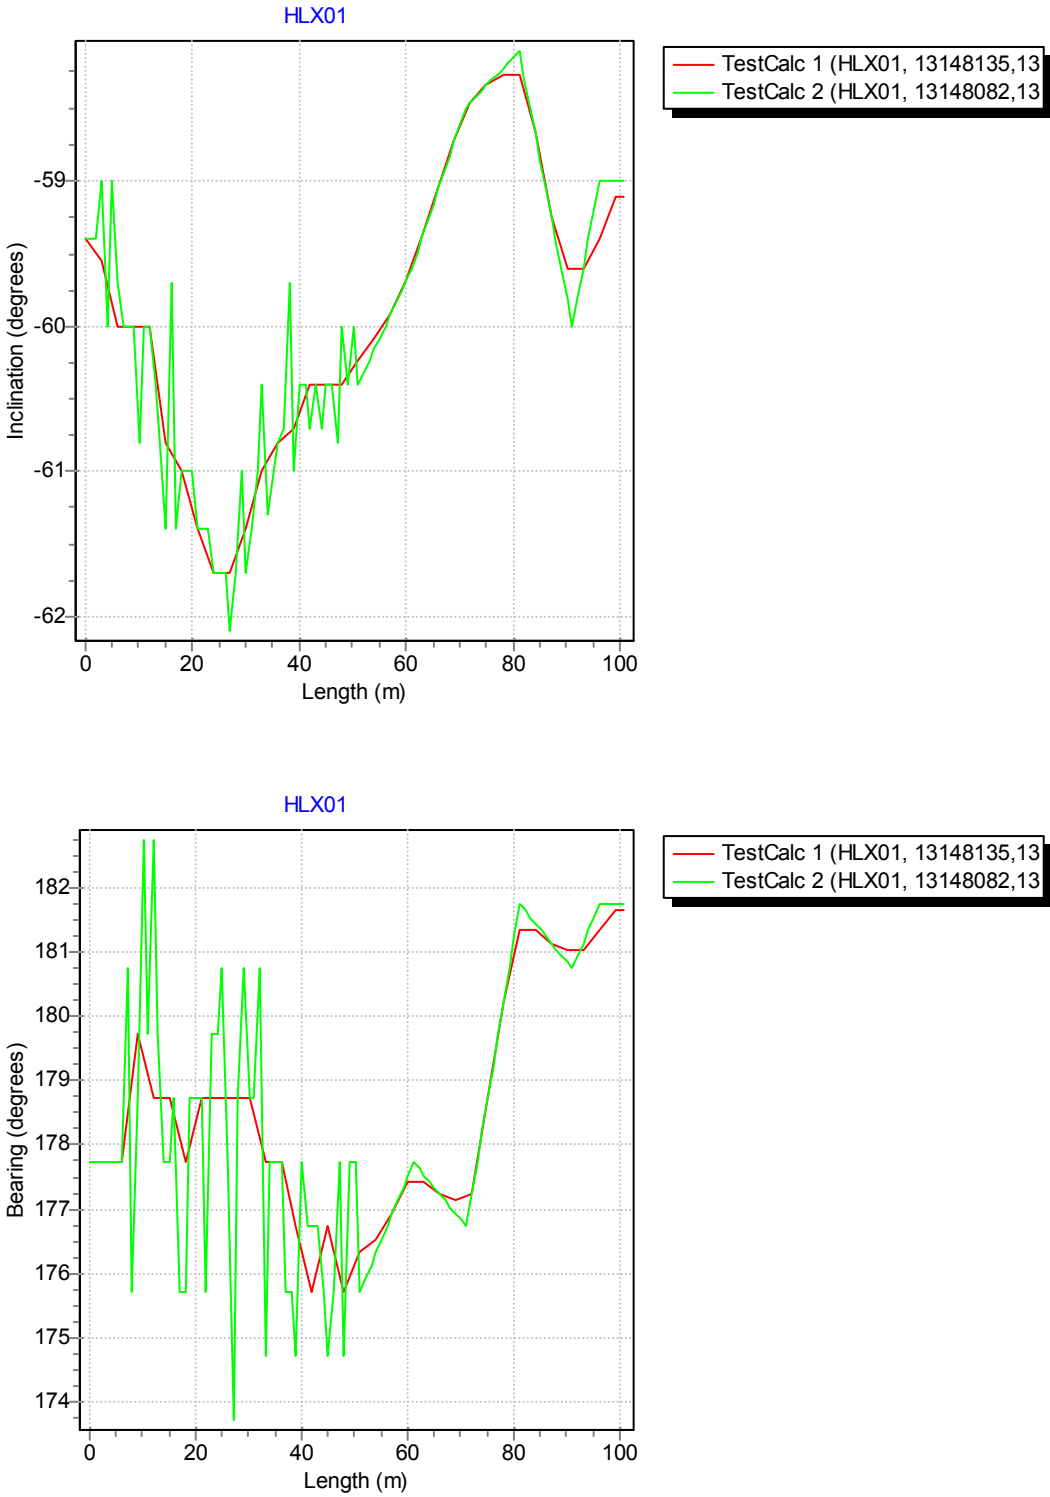 HLX01
TestCalc 1 (HLX01, 13148135,13
TestCalc 2 (HLX01, 13148082,13
-59
-60
-61
-62
Inclination (degrees)
0 20 40 60 80 100
Length (m)
HLX01
TestCalc 1 (HLX01, 13148135,13
TestCalc 2 (HLX01, 13148082,13
182
181
180
179
178
177
176
175
174
Bearing (degrees)
0 20 40 60 80 100
Length (m)